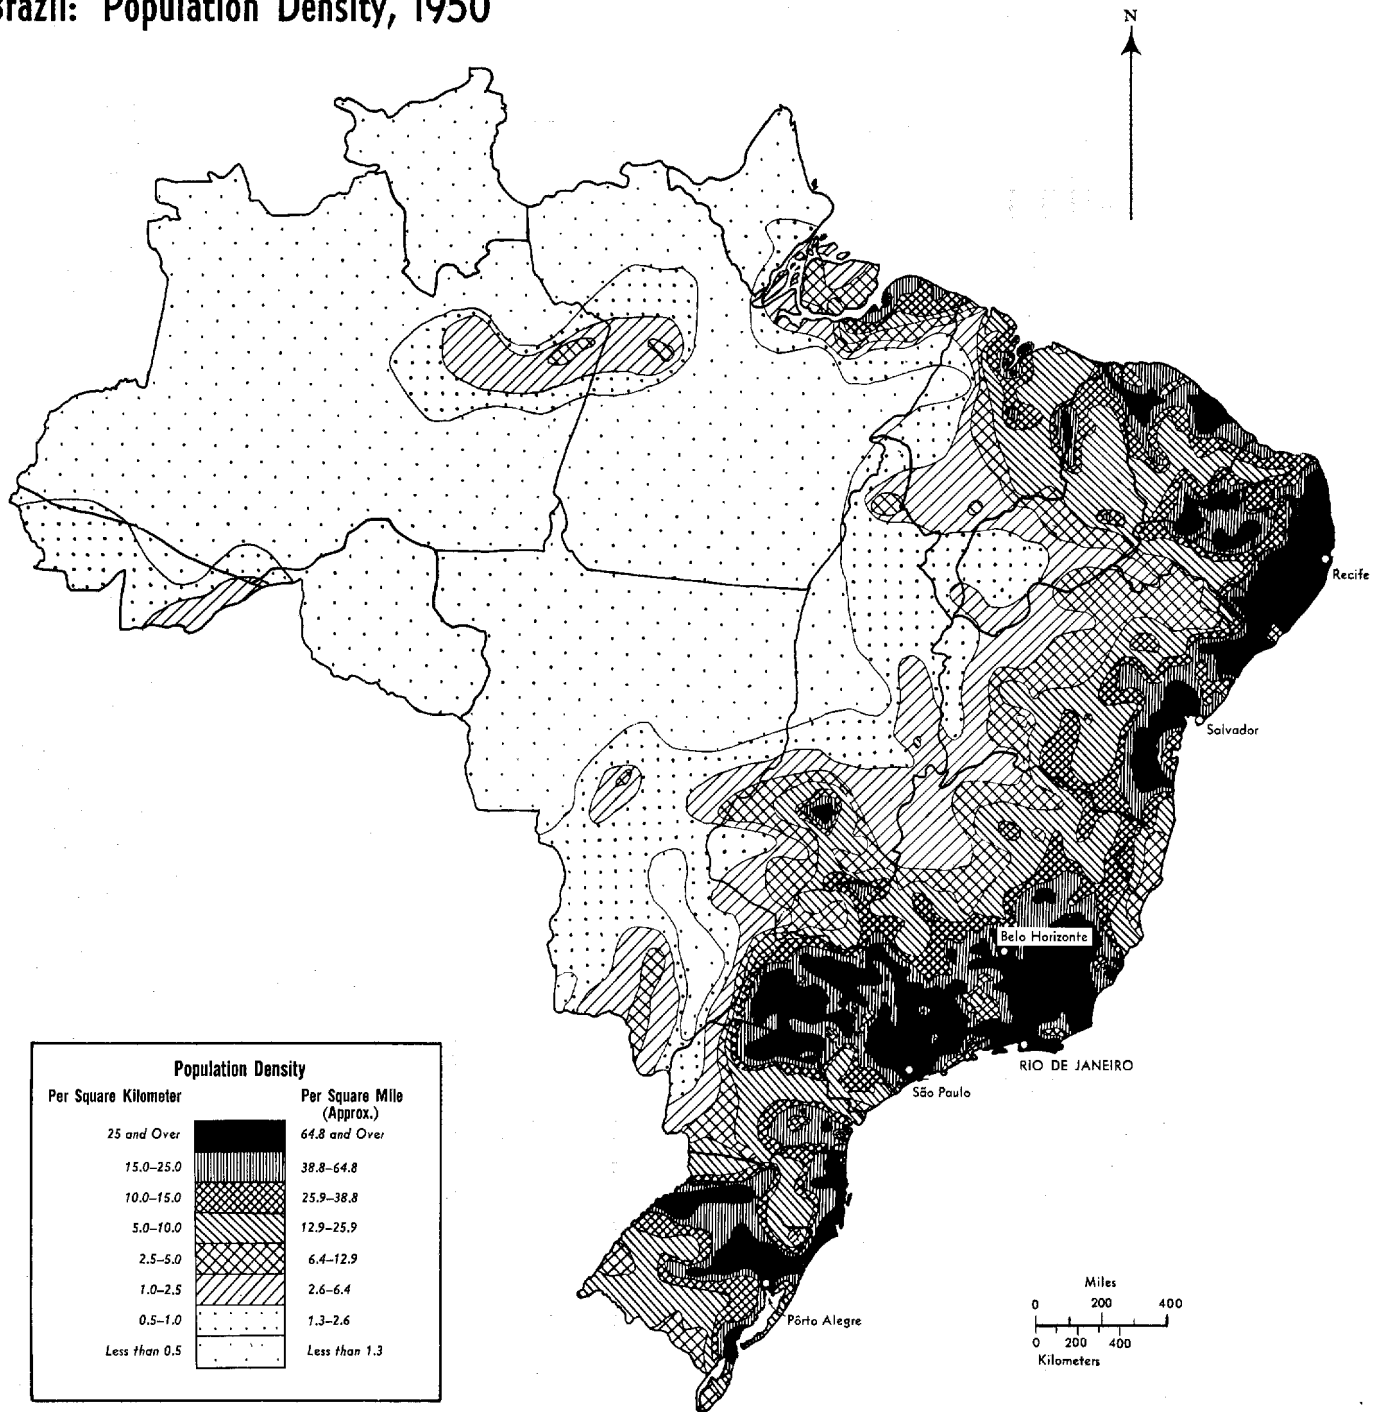 Brazil: Population Density, 1950
N
Recife
Salvador
Belo Horizonte
RIO DE JANEIRO
São Paulo
Pôrto Alegre
Population Density
Per Square Kilometer
Per Square Mile
(Approx.)
25 and Over
64.8 and Over
15.0–25.0
38.8–64.8
10.0–15.0
25.9–38.8
5.0–10.0
12.9–25.9
2.5–5.0
6.4–12.9
1.0–2.5
2.6–6.4
0.5–1.0
1.3–2.6
Less than 0.5
Less than 1.3
Miles
0 200 400
0 200 400
Kilometers